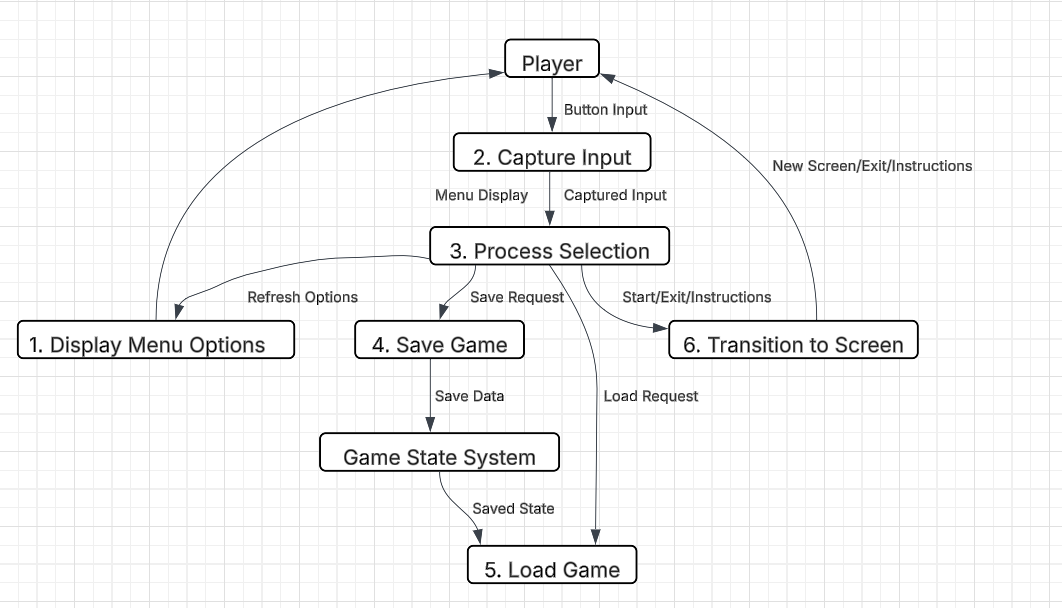 Player
Button Input
2. Capture Input
New Screen/Exit/Instructions
Menu Display
Captured Input
3. Process Selection
Refresh Options
Save Request
Start/Exit/Instructions
1. Display Menu Options
4. Save Game
6. Transition to Screen
Save Data
Load Request
Game State System
Saved State
5. Load Game